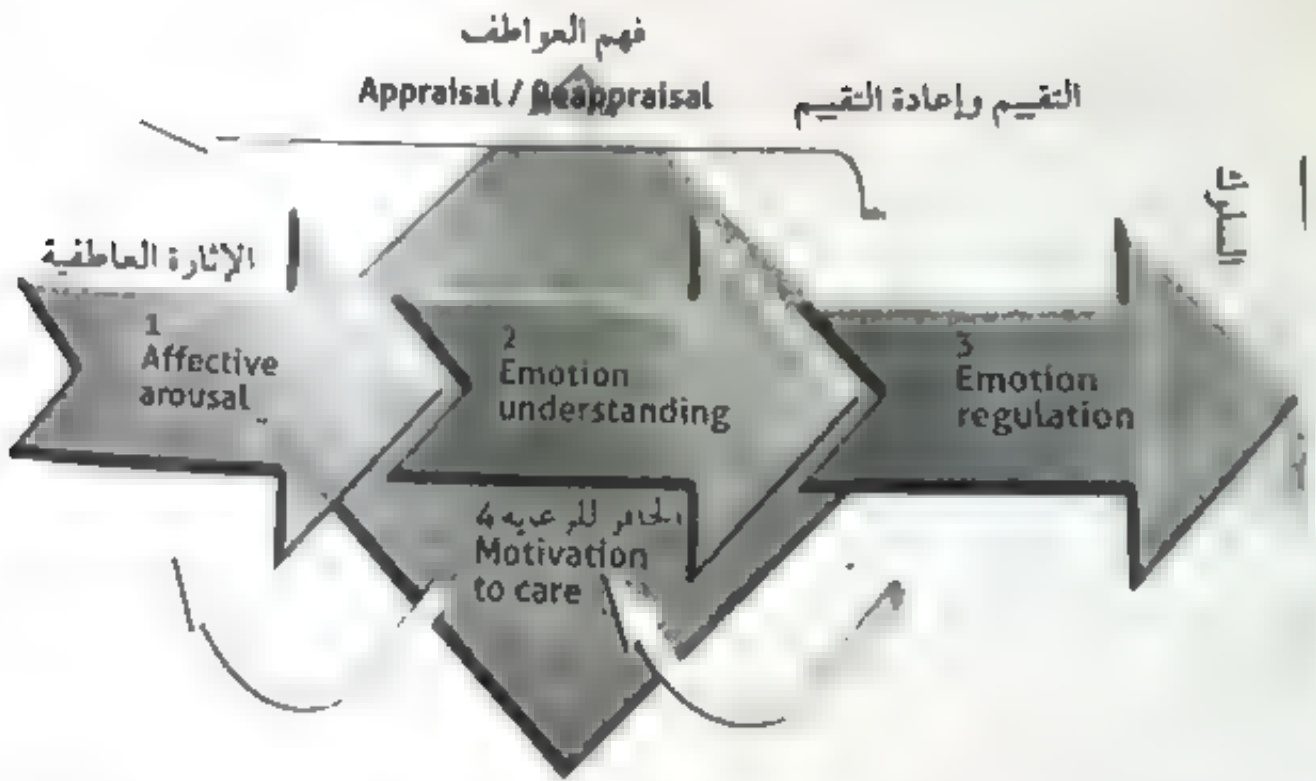 فهم العواطف
Appraisal / Reappraisal
التقيم وإعادة التقيم
السلوك
الإثارة العاطفية
1
Affective
arousal
2
Emotion
understanding
3
Emotion
regulation
4
Motivation
to care